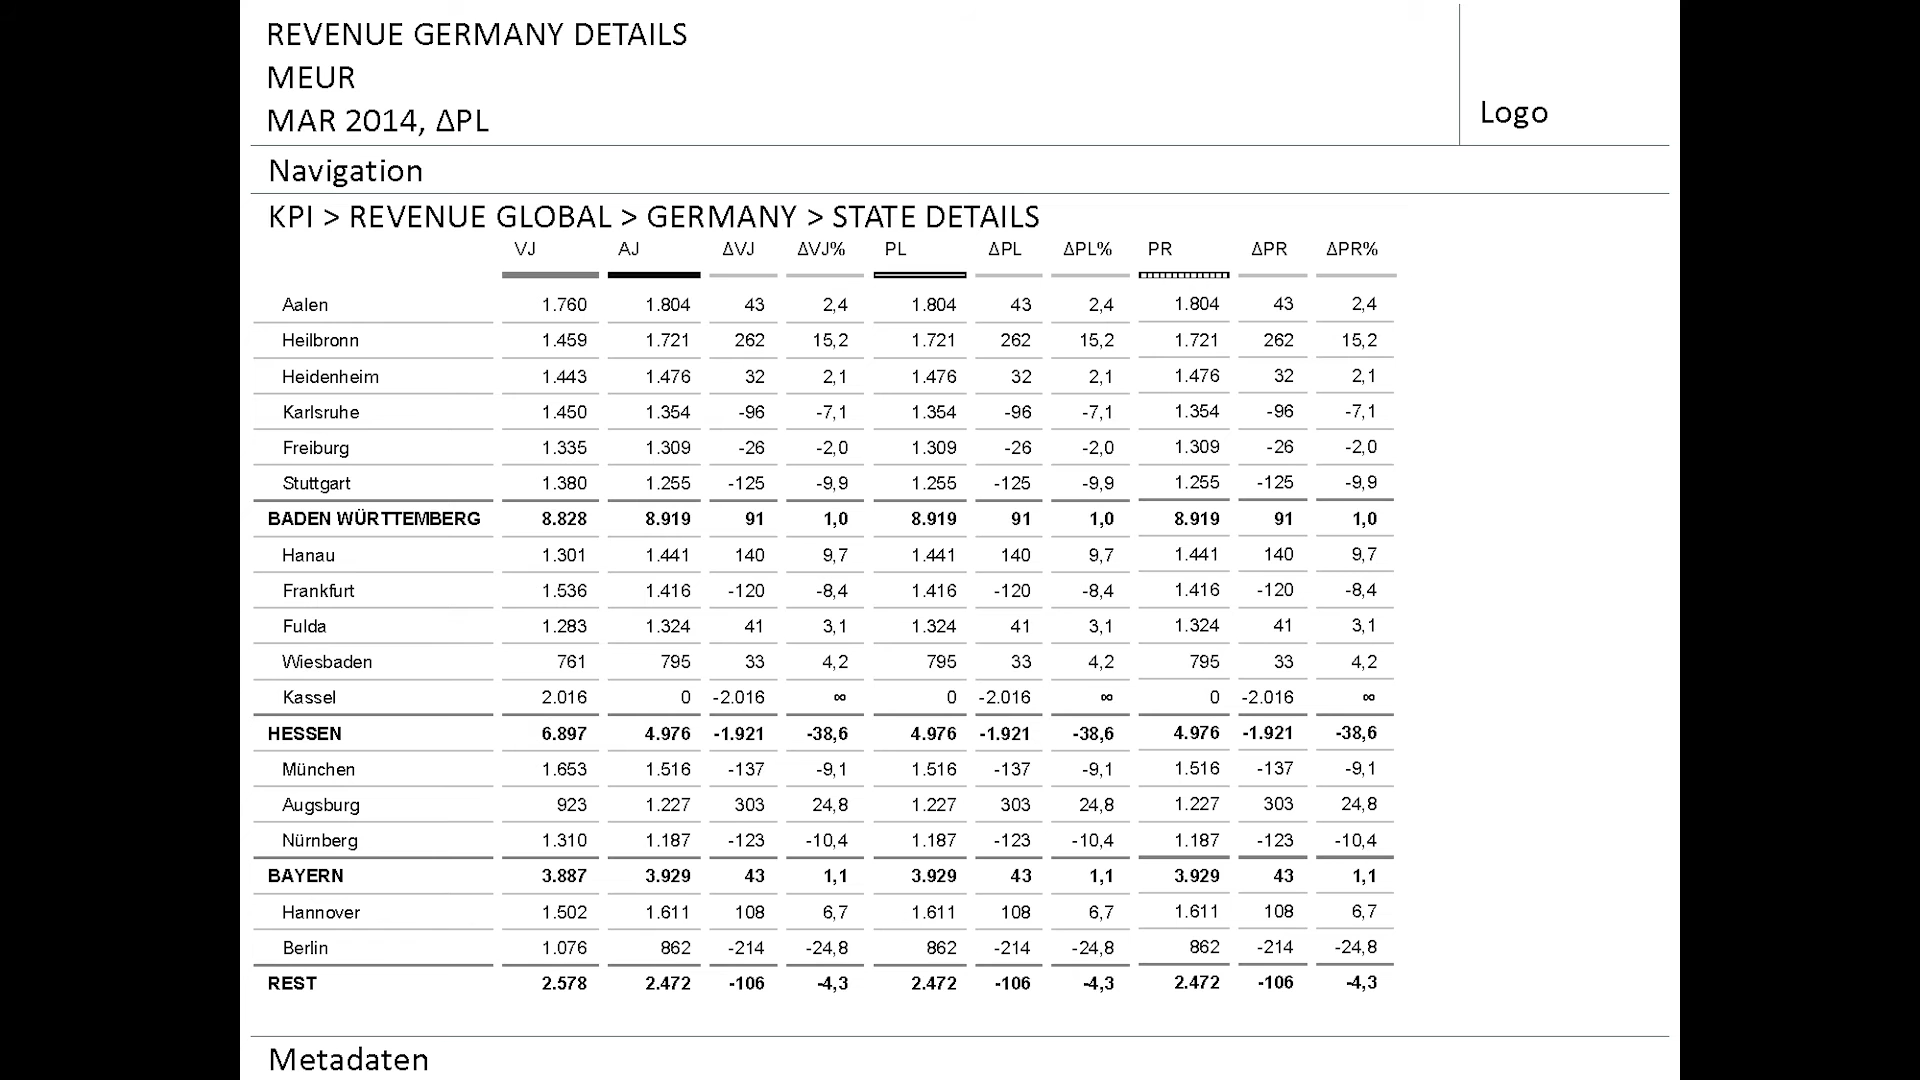 REVENUE GERMANY DETAILS
MEUR
MAR 2014, ΔPL
Logo
Navigation
KPI > REVENUE GLOBAL > GERMANY > STATE DETAILS
VJ AJ ΔVJ ΔVJ% PL ΔPL ΔPL% PR ΔPR ΔPR%
Aalen 1.760 1.804 43 2,4 1.804 43 2,4 1.804 43 2,4
Heilbronn 1.459 1.721 262 15,2 1.721 262 15,2 1.721 262 15,2
Heidenheim 1.443 1.476 32 2,1 1.476 32 2,1 1.476 32 2,1
Karlsruhe 1.450 1.354 -96 -7,1 1.354 -96 -7,1 1.354 -96 -7,1
Freiburg 1.335 1.309 -26 -2,0 1.309 -26 -2,0 1.309 -26 -2,0
Stuttgart 1.380 1.255 -125 -9,9 1.255 -125 -9,9 1.255 -125 -9,9
BADEN WÜRTTEMBERG 8.828 8.919 91 1,0 8.919 91 1,0 8.919 91 1,0
Hanau 1.301 1.441 140 9,7 1.441 140 9,7 1.441 140 9,7
Frankfurt 1.536 1.416 -120 -8,4 1.416 -120 -8,4 1.416 -120 -8,4
Fulda 1.283 1.324 41 3,1 1.324 41 3,1 1.324 41 3,1
Wiesbaden 761 795 33 4,2 795 33 4,2 795 33 4,2
Kassel 2.016 0 -2.016 ∞ 0 -2.016 ∞ 0 -2.016 ∞
HESSEN 6.897 4.976 -1.921 -38,6 4.976 -1.921 -38,6 4.976 -1.921 -38,6
München 1.653 1.516 -137 -9,1 1.516 -137 -9,1 1.516 -137 -9,1
Augsburg 923 1.227 303 24,8 1.227 303 24,8 1.227 303 24,8
Nürnberg 1.310 1.187 -123 -10,4 1.187 -123 -10,4 1.187 -123 -10,4
BAYERN 3.887 3.929 43 1,1 3.929 43 1,1 3.929 43 1,1
Hannover 1.502 1.611 108 6,7 1.611 108 6,7 1.611 108 6,7
Berlin 1.076 862 -214 -24,8 862 -214 -24,8 862 -214 -24,8
REST 2.578 2.472 -106 -4,3 2.472 -106 -4,3 2.472 -106 -4,3
Metadaten